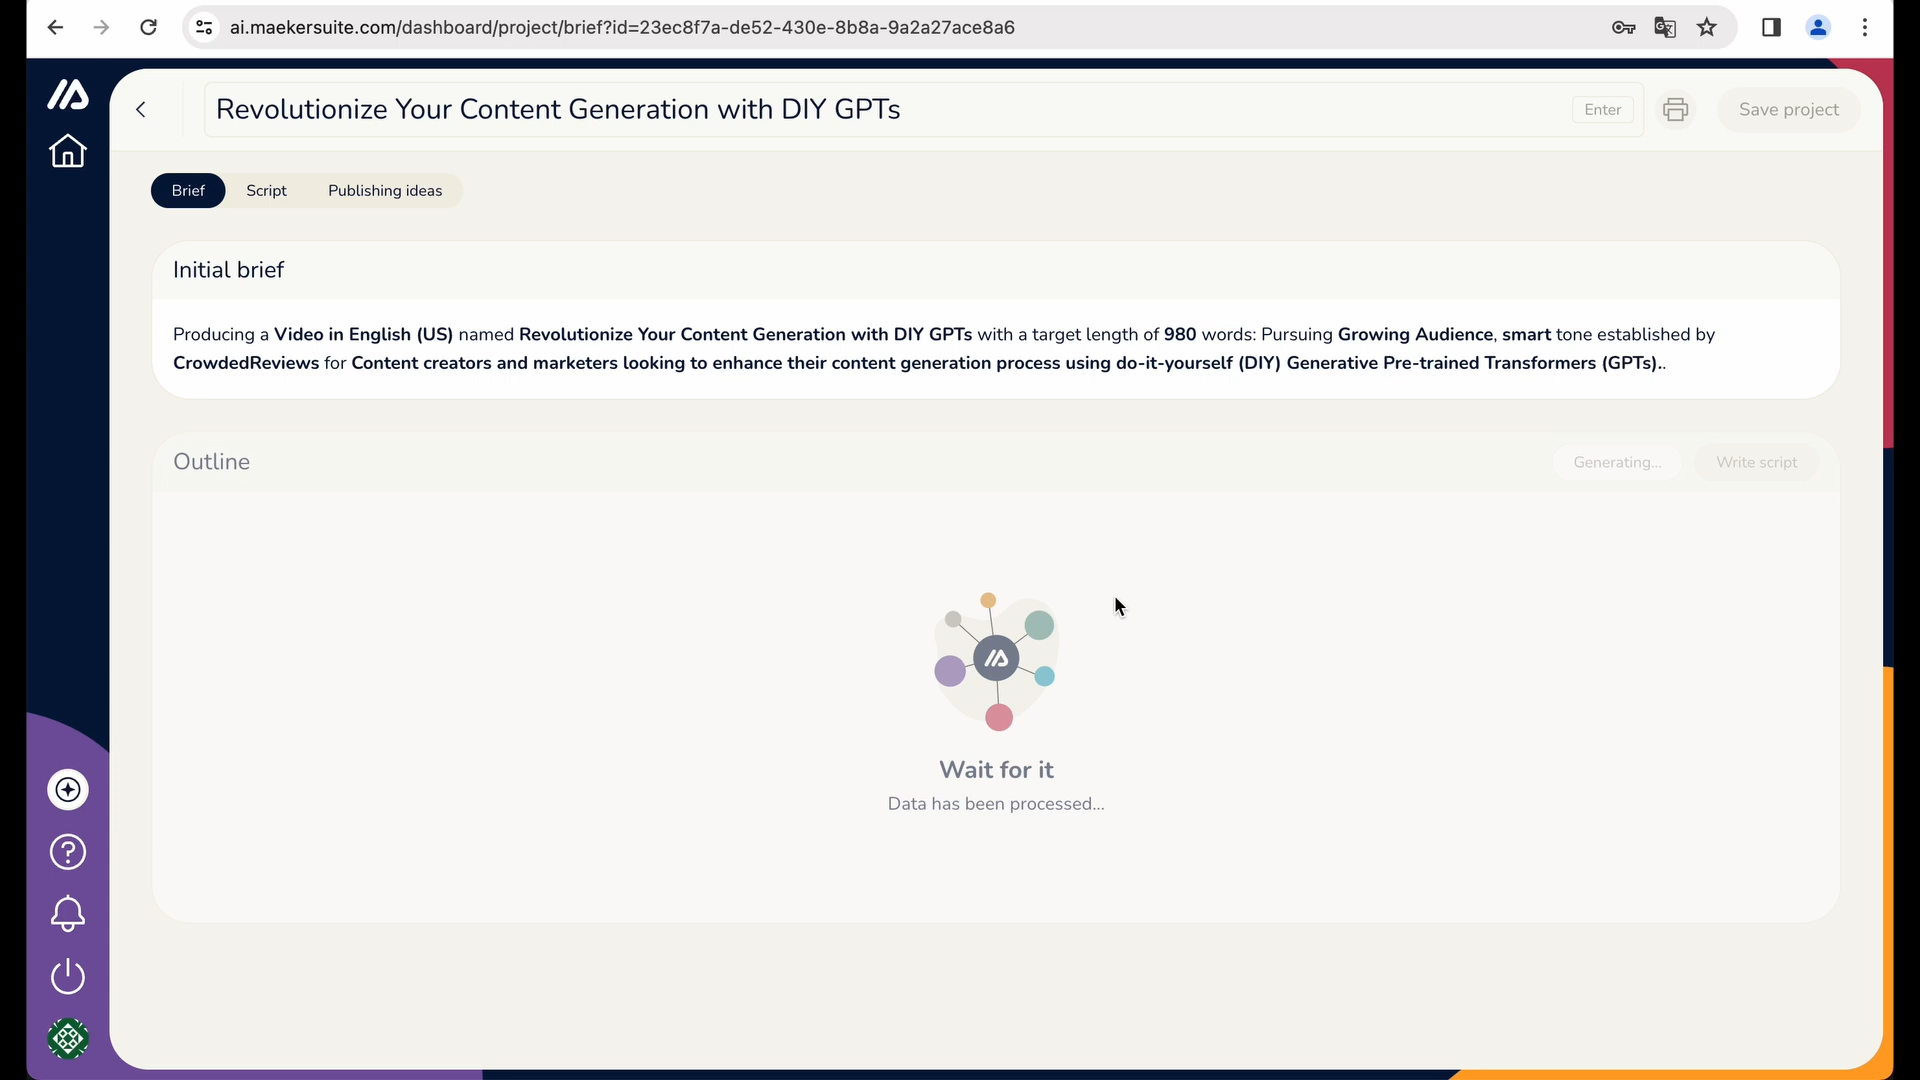 ai.maekersuite.com/dashboard/project/brief?id=23ec8f7a-de52-430e-8b8a-9a2a27ace8a6
Revolutionize Your Content Generation with DIY GPTs
Enter
Save project
Brief
Script
Publishing ideas
Initial brief
Producing a Video in English (US) named Revolutionize Your Content Generation with DIY GPTs with a target length of 980 words: Pursuing Growing Audience, smart tone established by
CrowdedReviews for Content creators and marketers looking to enhance their content generation process using do-it-yourself (DIY) Generative Pre-trained Transformers (GPTs)..
Outline
Generating...
Write script
Wait for it
Data has been processed...